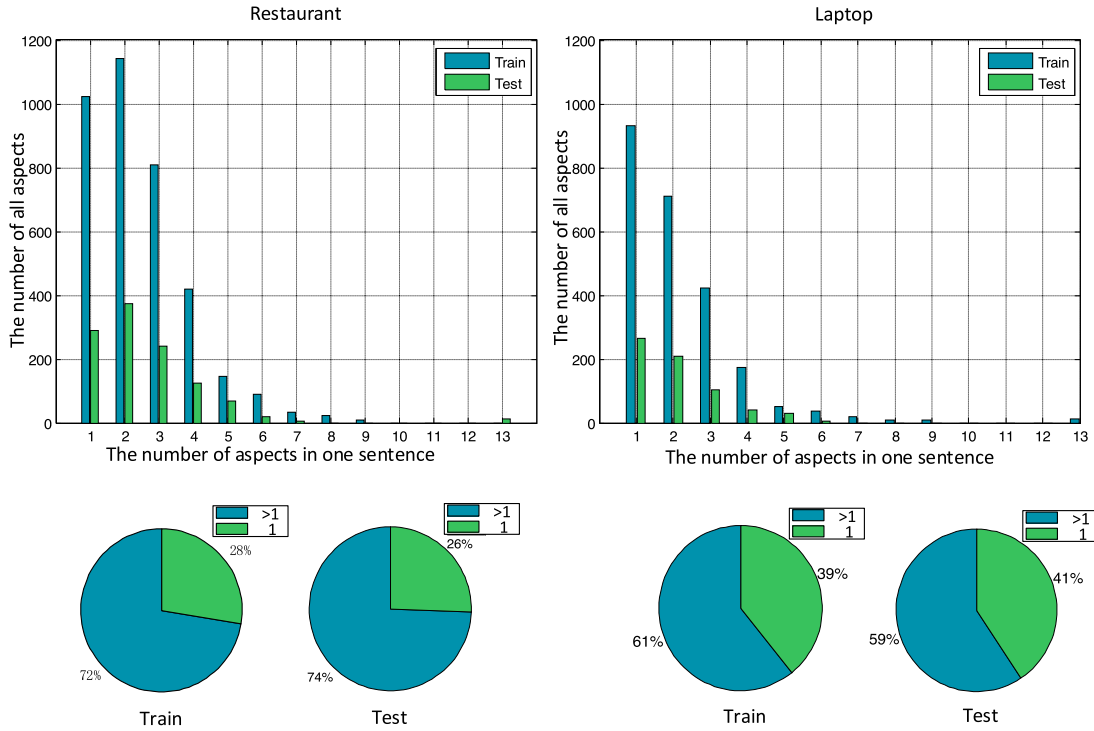 Restaurant
1200
1000
800
600
400
200
0
The number of all aspects
Train
Test
1 2 3 4 5 6 7 8 9 10 11 12 13
The number of aspects in one sentence
Laptop
1200
1000
800
600
400
200
0
The number of all aspects
Train
Test
1 2 3 4 5 6 7 8 9 10 11 12 13
The number of aspects in one sentence
>1
1
28%
72%
Train
>1
1
26%
74%
Test
>1
1
39%
61%
Train
>1
1
41%
59%
Test